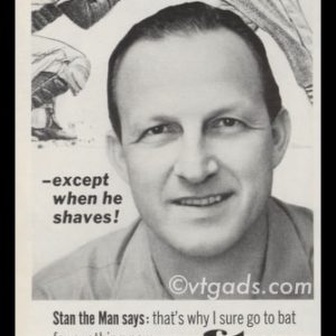 –except
when he
shaves!
©vtgads.com
Stan the Man says: that's why I sure go to bat